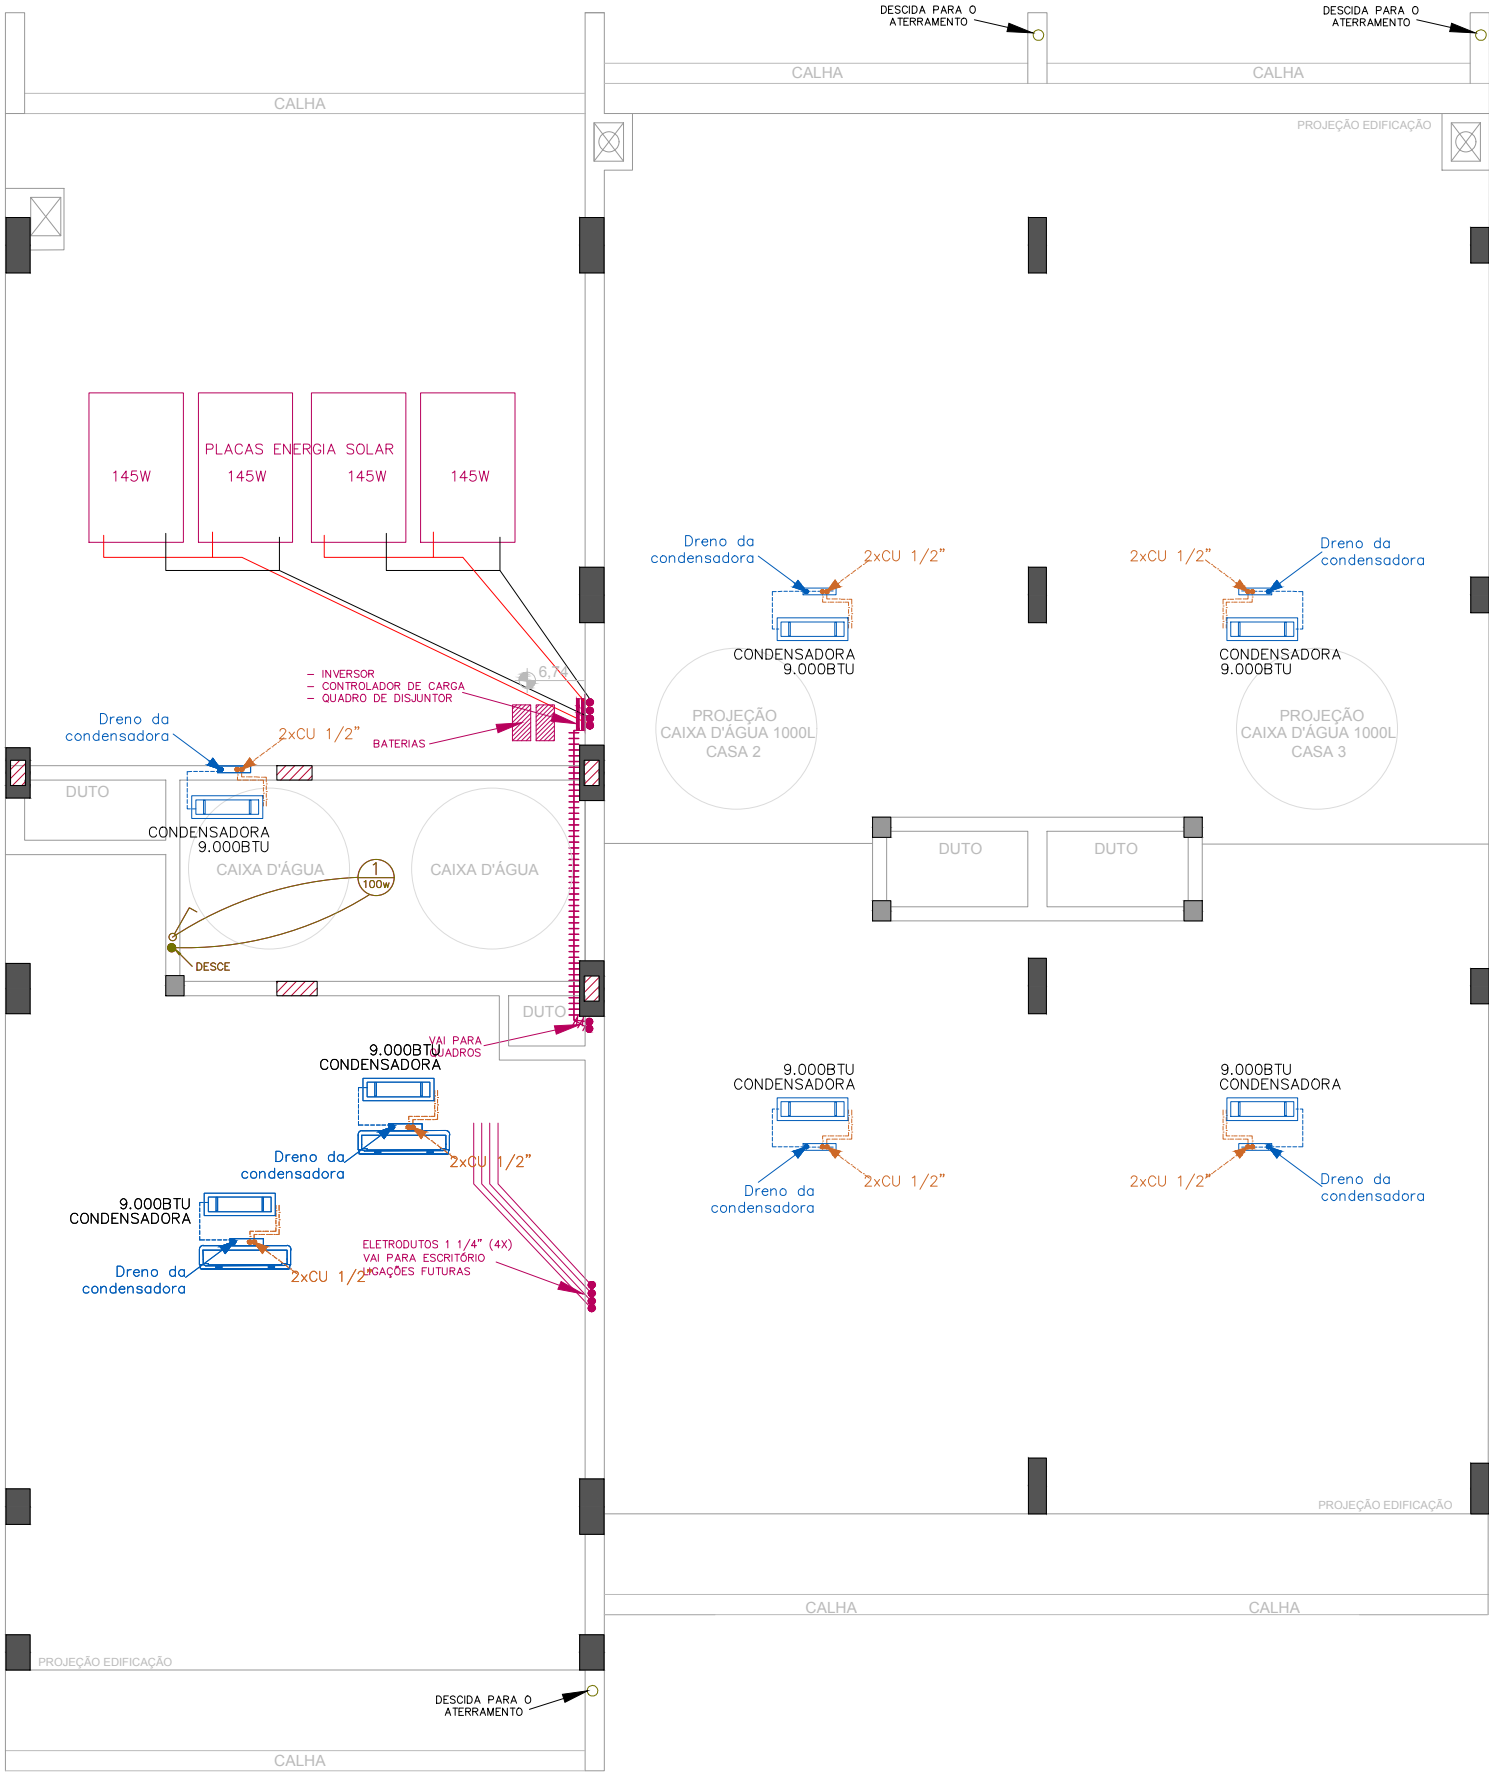 DESCIDA PARA O
ATERRAMENTO
DESCIDA PARA O
ATERRAMENTO
CALHA
CALHA
CALHA
PROJEÇÃO EDIFICAÇÃO
PLACAS ENERGIA SOLAR
145W
145W
145W
145W
Dreno da
condensadora
2xCU 1/2"
2xCU 1/2"
Dreno da
condensadora
CONDENSADORA
9.000BTU
CONDENSADORA
9.000BTU
6,74
- INVERSOR
- CONTROLADOR DE CARGA
- QUADRO DE DISJUNTOR
BATERIAS
PROJEÇÃO
CAIXA D'ÁGUA 1000L
CASA 2
PROJEÇÃO
CAIXA D'ÁGUA 1000L
CASA 3
Dreno da
condensadora
2xCU 1/2"
DUTO
CONDENSADORA
9.000BTU
CAIXA D'ÁGUA
CAIXA D'ÁGUA
1
100w
DESCE
DUTO
DUTO
DUTO
VAI PARA
QUADROS
9.000BTU
CONDENSADORA
9.000BTU
CONDENSADORA
9.000BTU
CONDENSADORA
Dreno da
condensadora
2xCU 1/2"
Dreno da
condensadora
2xCU 1/2"
2xCU 1/2"
Dreno da
condensadora
9.000BTU
CONDENSADORA
Dreno da
condensadora
2xCU 1/2"
ELETRODUTOS 1 1/4" (4X)
VAI PARA ESCRITÓRIO
LIGAÇÕES FUTURAS
PROJEÇÃO EDIFICAÇÃO
CALHA
CALHA
PROJEÇÃO EDIFICAÇÃO
DESCIDA PARA O
ATERRAMENTO
CALHA